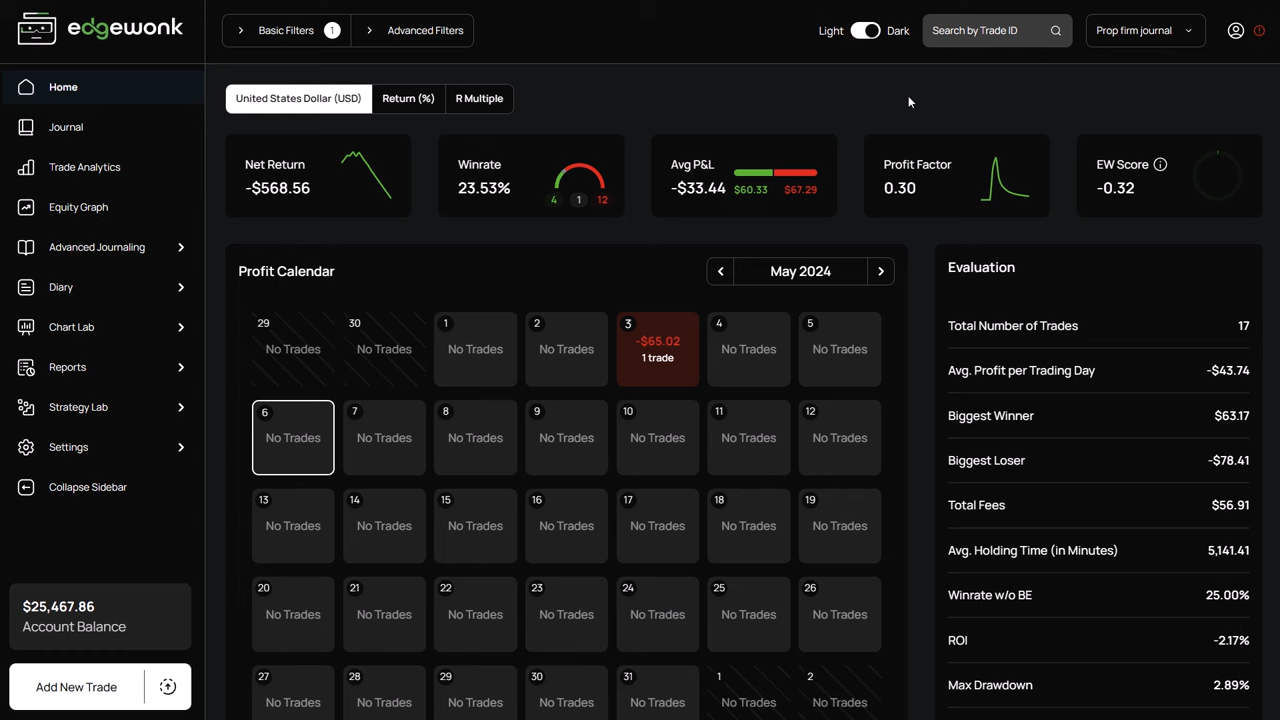 edgewonk
Basic Filters 1
Advanced Filters
Light Dark
Search by Trade ID
Prop firm journal
Home
Journal
Trade Analytics
Equity Graph
Advanced Journaling
Diary
Chart Lab
Reports
Strategy Lab
Settings
Collapse Sidebar
$25,467.86
Account Balance
Add New Trade
United States Dollar (USD) Return (%) R Multiple
Net Return
-$568.56
Winrate
23.53%
4 1 12
Avg P&L
-$33.44 $60.33 $67.29
Profit Factor
0.30
EW Score
-0.32
Profit Calendar
May 2024
29 No Trades
30 No Trades
1 No Trades
2 No Trades
3 -$65.02
1 trade
4 No Trades
5 No Trades
6 No Trades
7 No Trades
8 No Trades
9 No Trades
10 No Trades
11 No Trades
12 No Trades
13 No Trades
14 No Trades
15 No Trades
16 No Trades
17 No Trades
18 No Trades
19 No Trades
20 No Trades
21 No Trades
22 No Trades
23 No Trades
24 No Trades
25 No Trades
26 No Trades
27 No Trades
28 No Trades
29 No Trades
30 No Trades
31 No Trades
1 No Trades
2 No Trades
Evaluation
Total Number of Trades 17
Avg. Profit per Trading Day -$43.74
Biggest Winner $63.17
Biggest Loser -$78.41
Total Fees $56.91
Avg. Holding Time (in Minutes) 5,141.41
Winrate w/o BE 25.00%
ROI -2.17%
Max Drawdown 2.89%